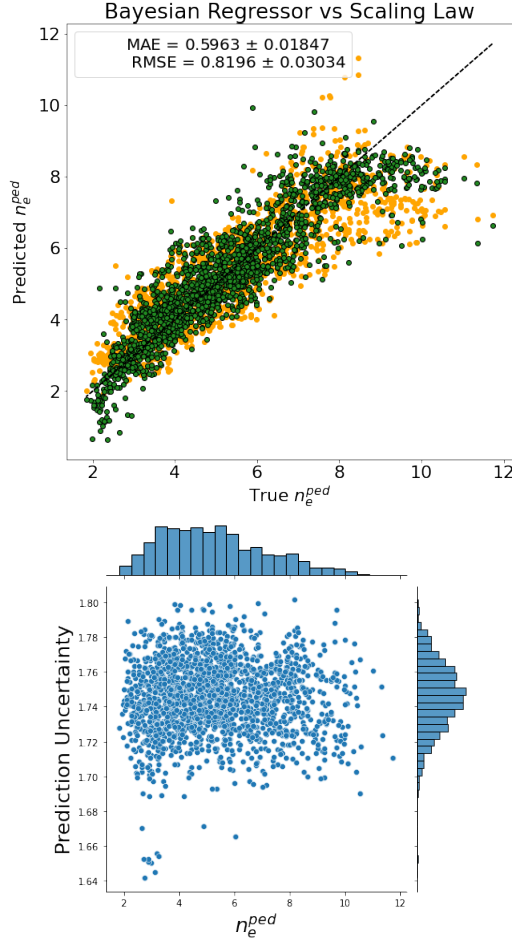 Bayesian Regressor vs Scaling Law
MAE = 0.5963 ± 0.01847
RMSE = 0.8196 ± 0.03034
12
10
8
6
4
2
Predicted $n_e^{ped}$
2 4 6 8 10 12
True $n_e^{ped}$
1.80
1.78
1.76
1.74
1.72
1.70
1.68
1.66
1.64
Prediction Uncertainty
2 4 6 8 10 12
$n_e^{ped}$